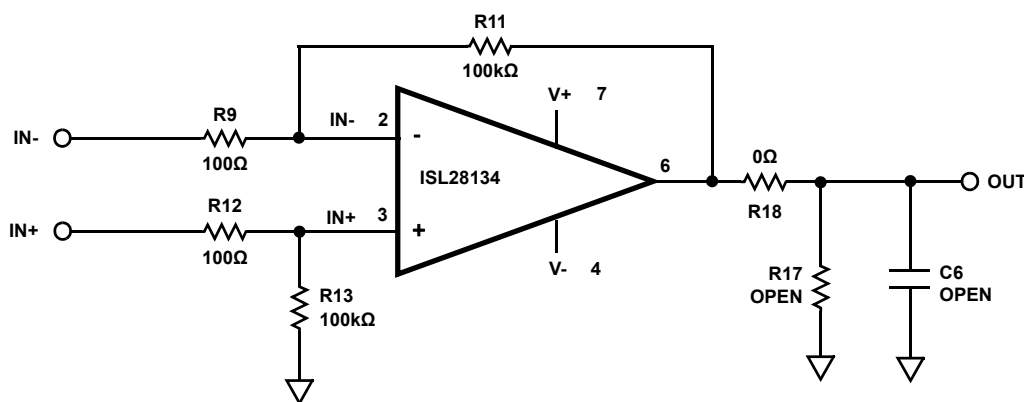 R11
100kΩ
V+ 7
R9
IN-
100Ω
IN- 2
-
ISL28134
6
0Ω
R18
OUT
R12
IN+
100Ω
IN+ 3
+
V- 4
R13
100kΩ
R17
OPEN
C6
OPEN